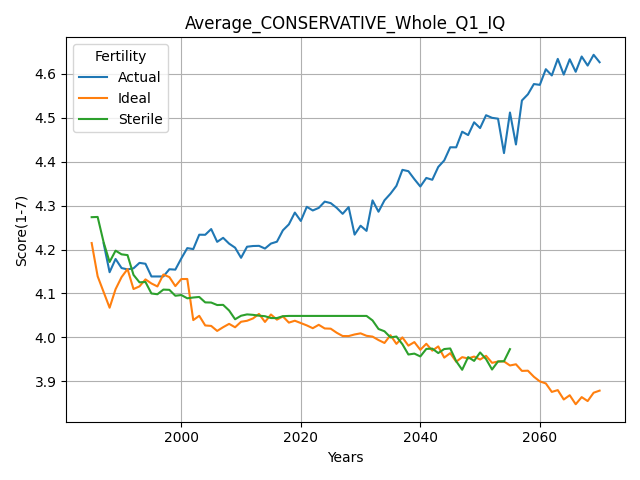 Average_CONSERVATIVE_Whole_Q1_IQ
Fertility
Actual
Ideal
Sterile
Score(1-7)
4.6
4.5
4.4
4.3
4.2
4.1
4.0
3.9
2000
2020
2040
2060
Years